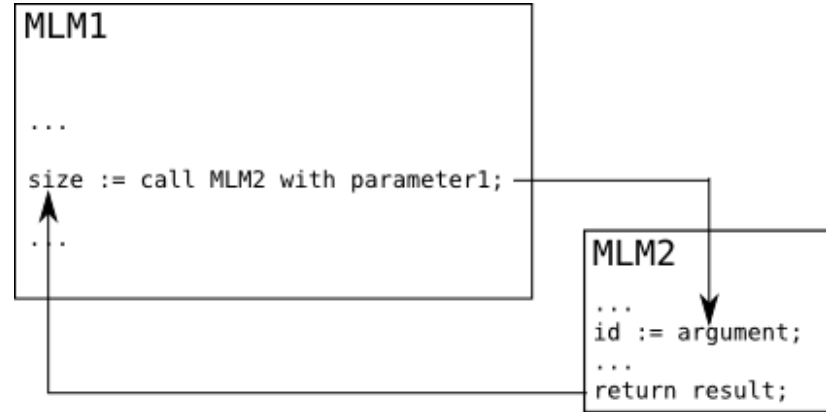 MLM1
...
size := call MLM2 with parameter1;
...
MLM2
...
id := argument;
...
return result;